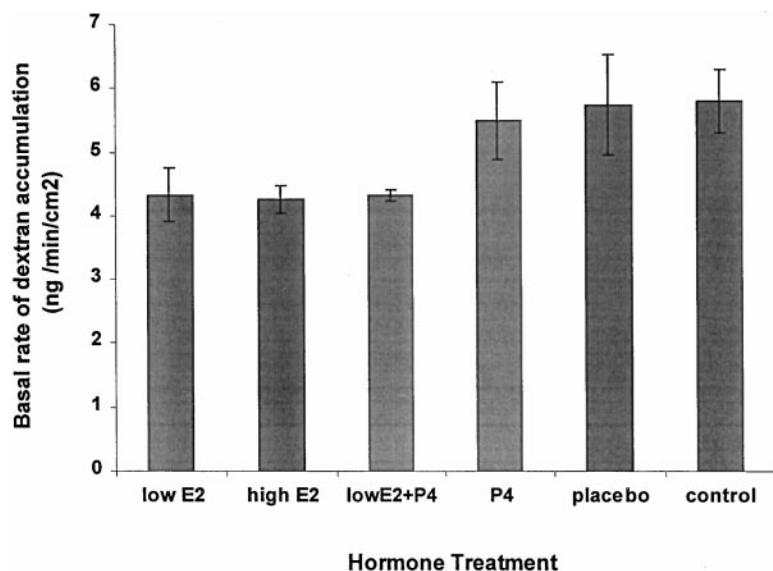 7
6
5
4
3
2
1
0
Basal rate of dextran accumulation
(ng /min/cm2)
low E2 high E2 lowE2+P4 P4 placebo control
Hormone Treatment